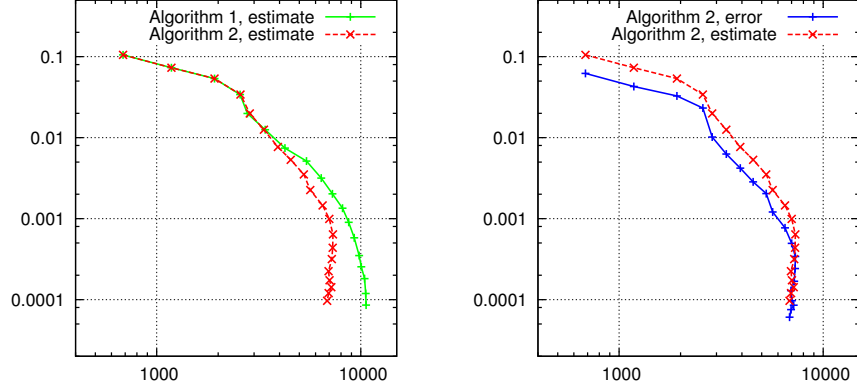 Algorithm 1, estimate
Algorithm 2, estimate
0.1
0.01
0.001
0.0001
1000 10000
Algorithm 2, error
Algorithm 2, estimate
0.1
0.01
0.001
0.0001
1000 10000